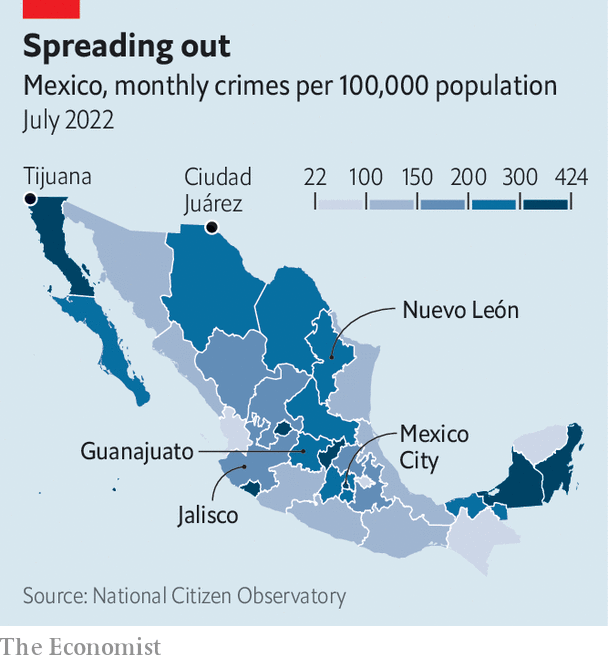 Spreading out
Mexico, monthly crimes per 100,000 population
July 2022
Tijuana
Ciudad
Juárez
22 100 150 200 300 424
Nuevo León
Guanajuato
Mexico
City
Jalisco
Source: National Citizen Observatory
The Economist